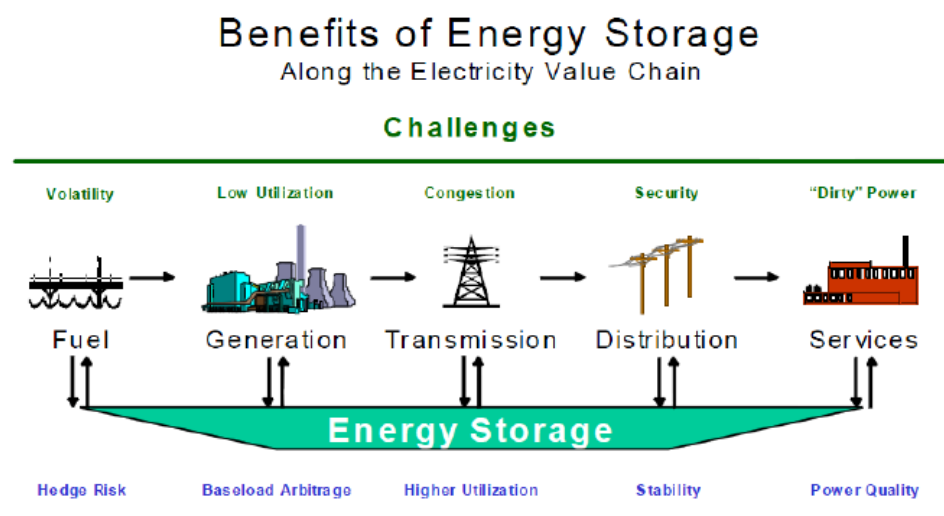 Benefits of Energy Storage
Along the Electricity Value Chain
Challenges
Volatility Low Utilization Congestion Security “Dirty” Power
Fuel Generation Transmission Distribution Services
Energy Storage
Hedge Risk Baseload Arbitrage Higher Utilization Stability Power Quality